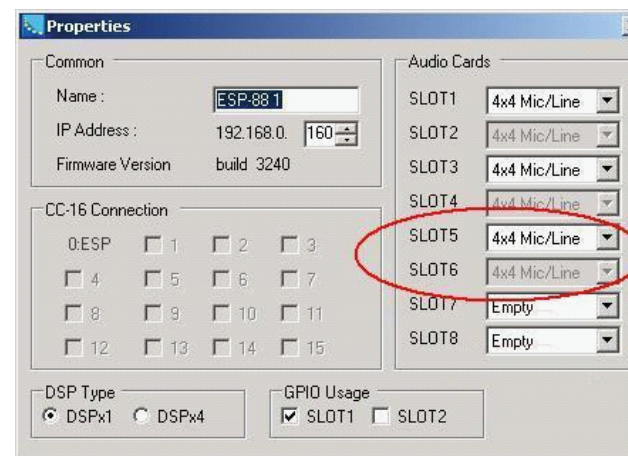 Properties
Common
Name :
ESP-88 1
IP Address :
192.168.0. 160
Firmware Version
build 3240
CC-16 Connection
0:ESP 1 2 3
4 5 6 7
8 9 10 11
12 13 14 15
DSP Type
DSPx1 DSPx4
GPIO Usage
SLOT1 SLOT2
Audio Cards
SLOT1 4x4 Mic/Line
SLOT2 4x4 Mic/Line
SLOT3 4x4 Mic/Line
SLOT4 4x4 Mic/Line
SLOT5 4x4 Mic/Line
SLOT6 4x4 Mic/Line
SLOT7 Empty
SLOT8 Empty